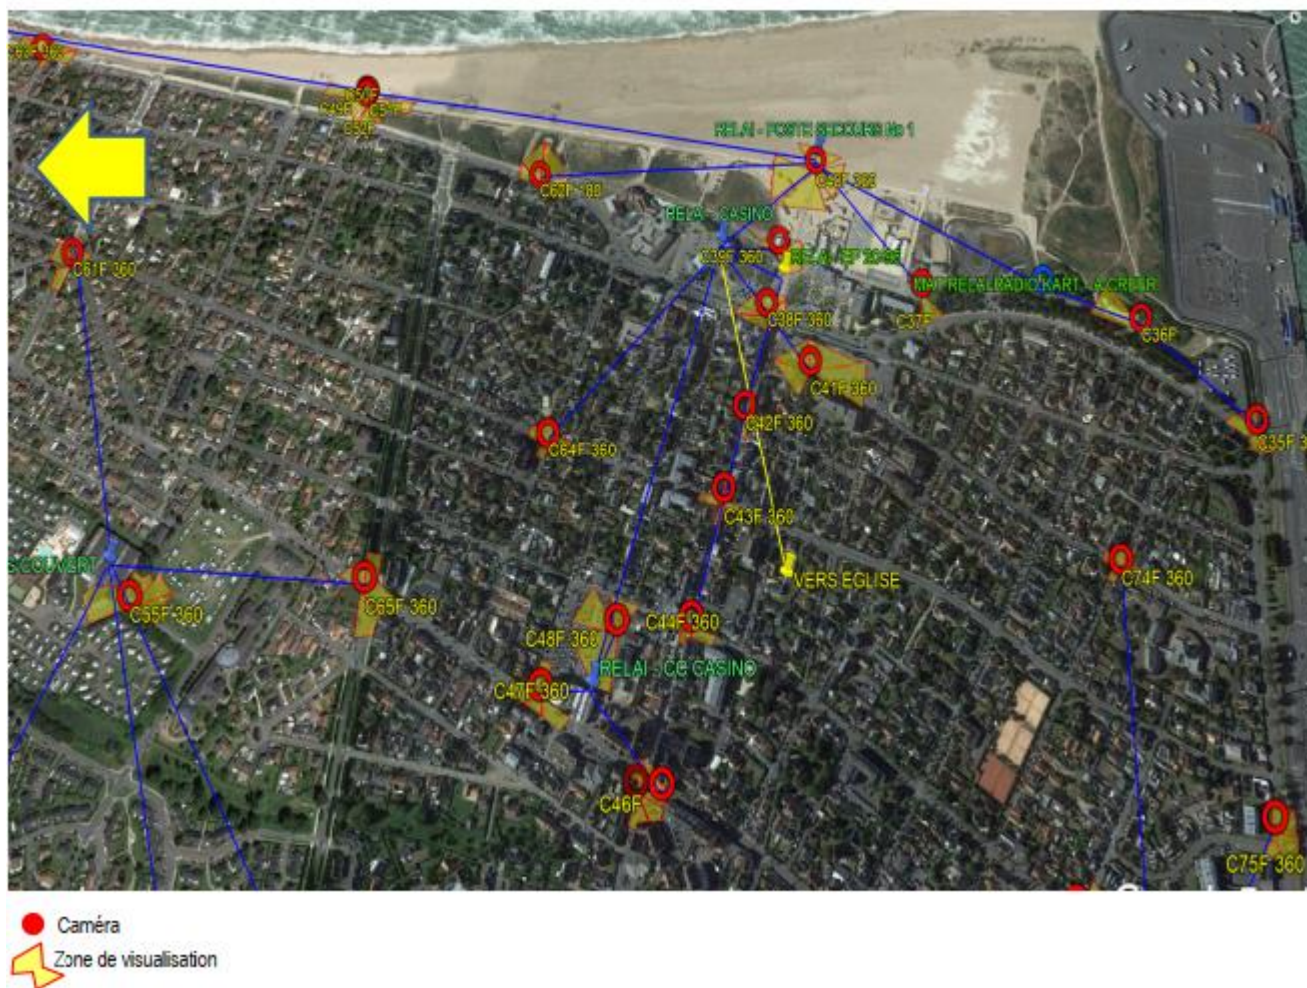 RELAI - POSTE SECOURS No 1
C62F 180
RELAI - CASINO
C61F 360
C39F 360
C38F 360
C37F
C36F
C41F 360
C42F 360
C64F 360
C35F 3
C43F 360
C74F 360
VERS EGLISE
C55F 360
C65F 360
C48F 360
C44F 360
RELAI - CC CASINO
C47F 360
C46F
C75F 360
Caméra
Zone de visualisation